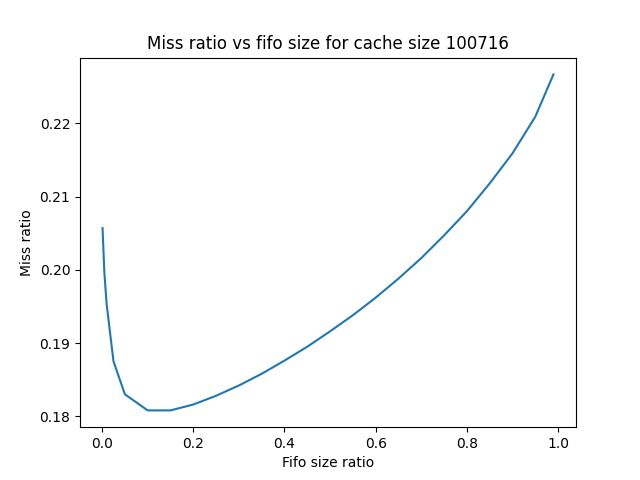 Miss ratio vs fifo size for cache size 100716
Miss ratio
0.22
0.21
0.20
0.19
0.18
0.0 0.2 0.4 0.6 0.8 1.0
Fifo size ratio